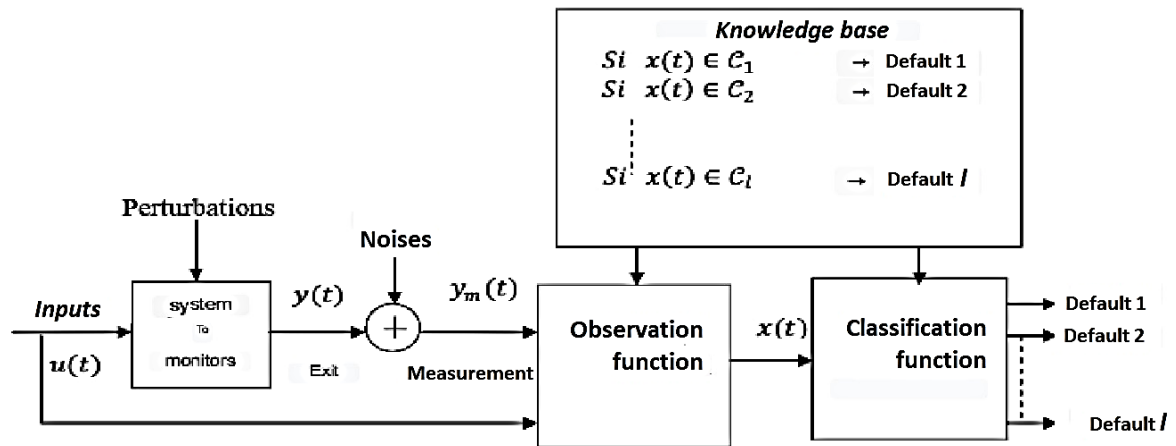 Knowledge base
Si x(t) ∈ 𝒞₁ → Default 1
Si x(t) ∈ 𝒞₂ → Default 2
Si x(t) ∈ 𝒞ₗ → Default l
Perturbations
Noises
Inputs
u(t)
system
To
monitors
y(t)
Exit
+
yₘ(t)
Measurement
Observation
function
x(t)
Classification
function
Default 1
Default 2
Default l